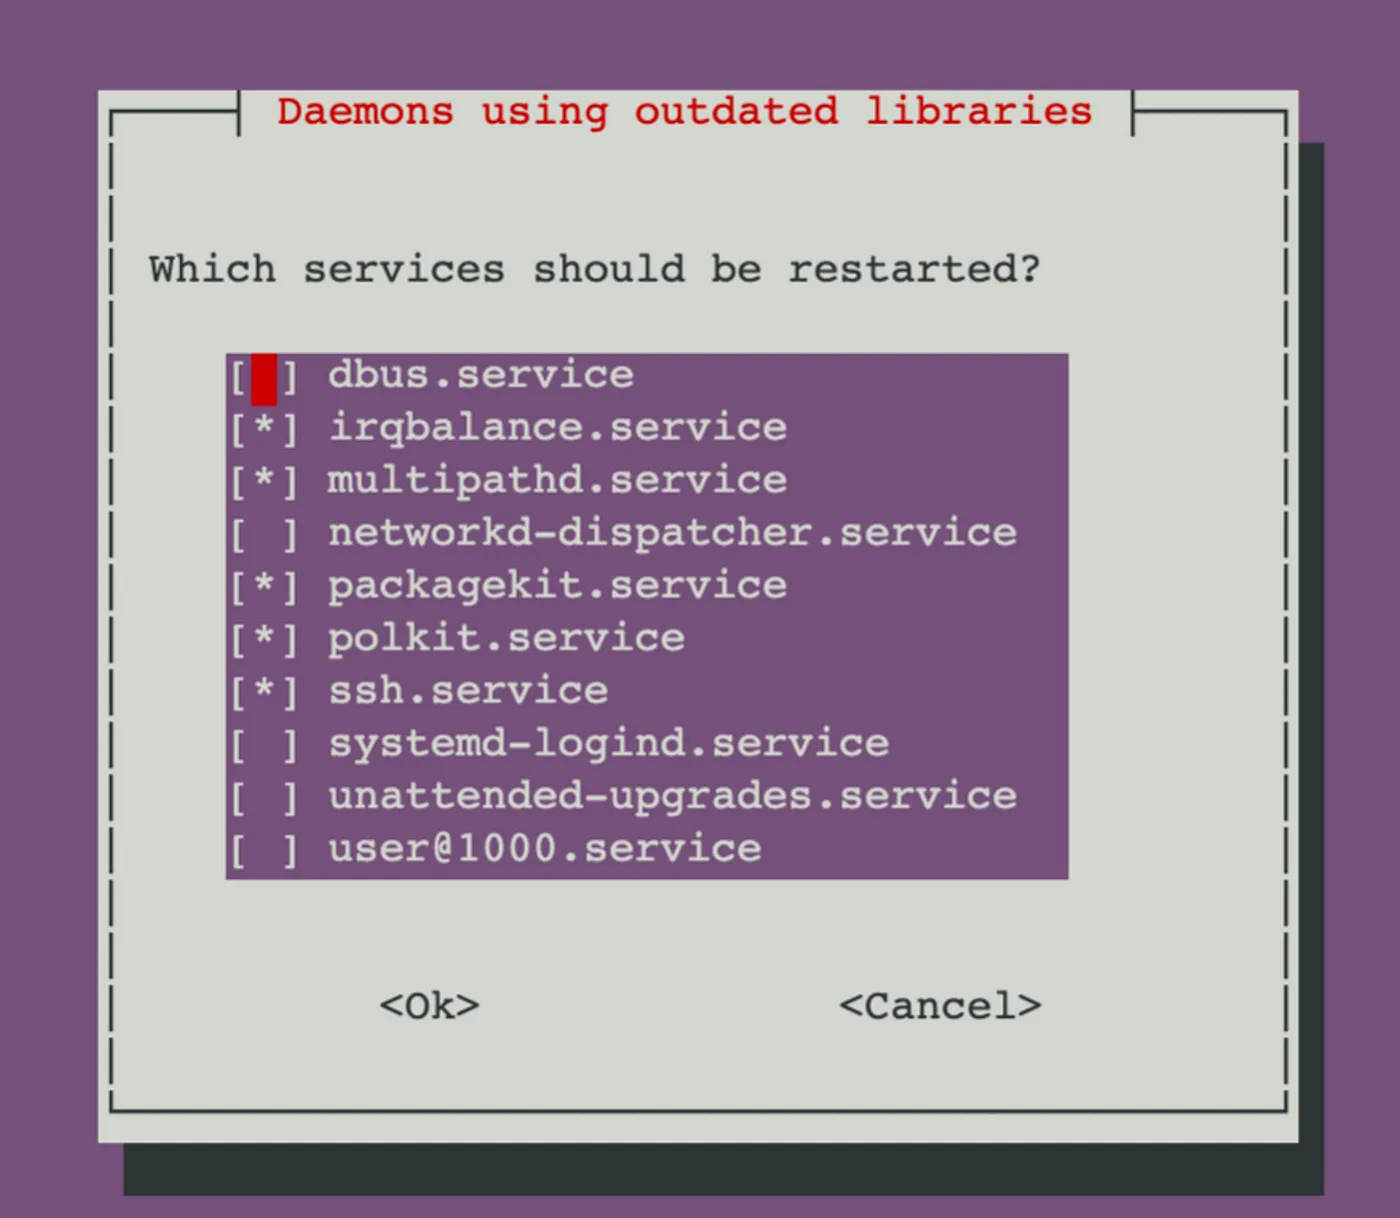 Daemons using outdated libraries
Which services should be restarted?
[ ] dbus.service
[*] irqbalance.service
[*] multipathd.service
[ ] networkd-dispatcher.service
[*] packagekit.service
[*] polkit.service
[*] ssh.service
[ ] systemd-logind.service
[ ] unattended-upgrades.service
[ ] user@1000.service
<Ok> <Cancel>